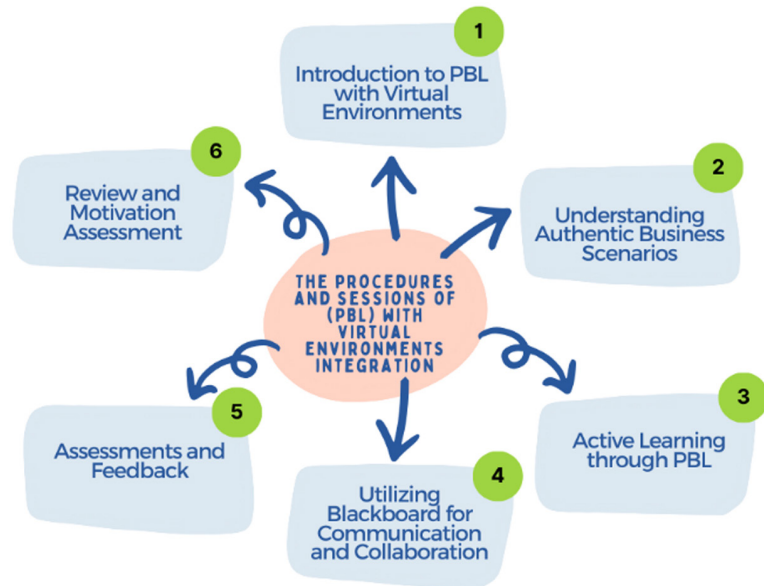 1
Introduction to PBL
with Virtual
Environments
2
Understanding
Authentic Business
Scenarios
3
Active Learning
through PBL
4
Utilizing
Blackboard for
Communication
and Collaboration
5
Assessments and
Feedback
6
Review and
Motivation
Assessment
THE PROCEDURES
AND SESSIONS OF
(PBL) WITH
VIRTUAL
ENVIRONMENTS
INTEGRATION